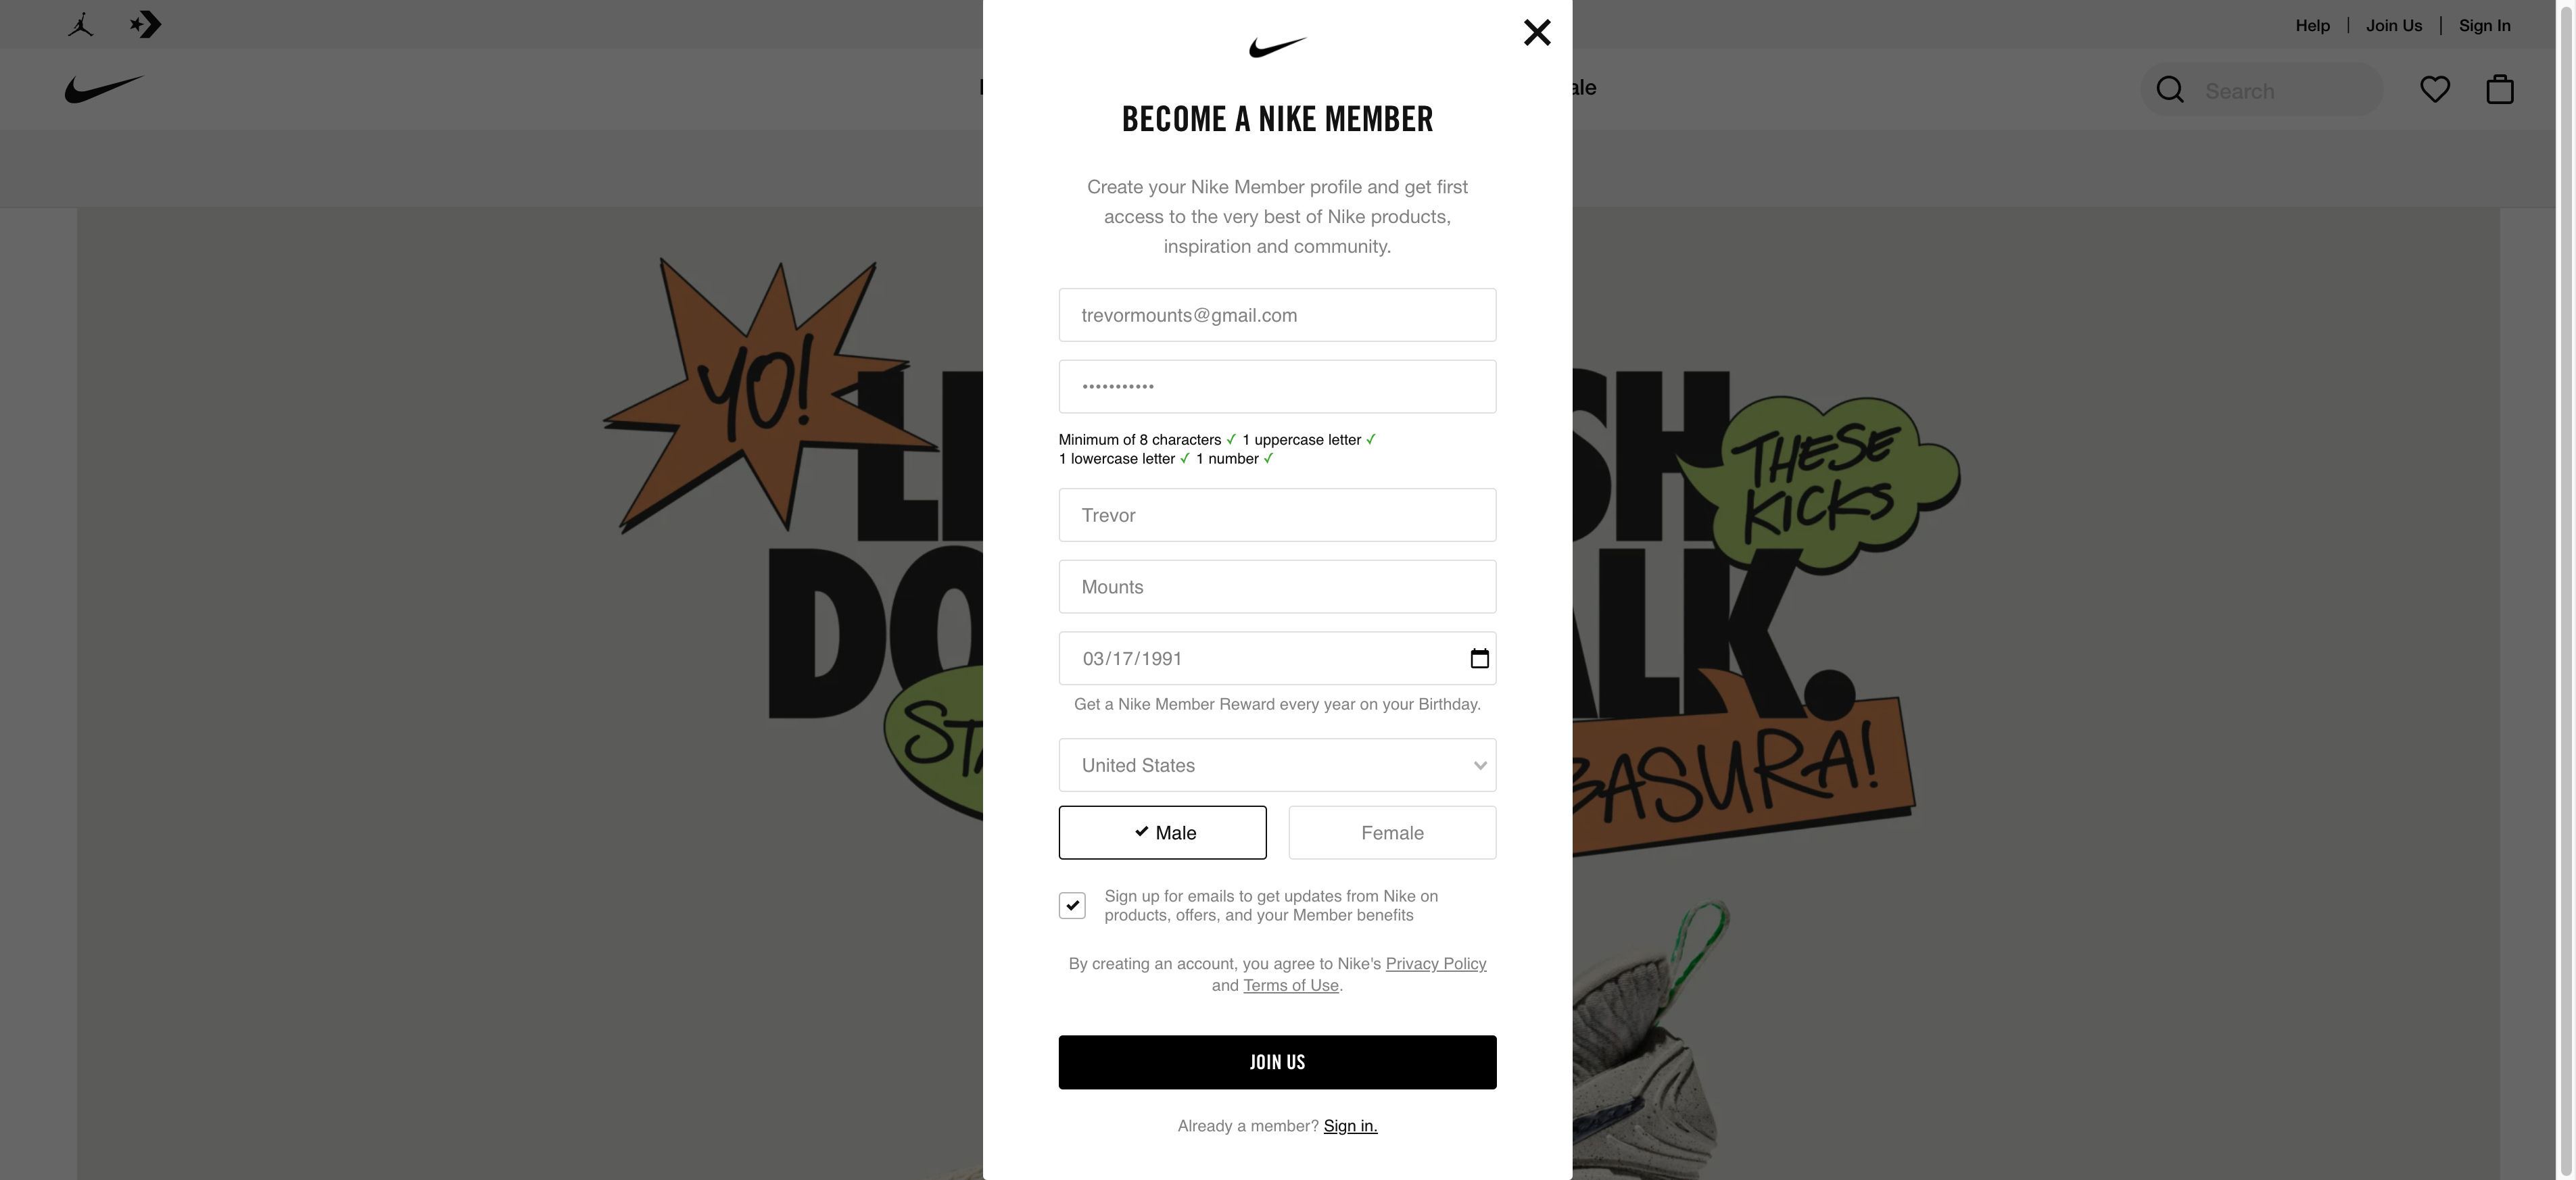 Help | Join Us | Sign In
Search
BECOME A NIKE MEMBER
Create your Nike Member profile and get first
access to the very best of Nike products,
inspiration and community.
trevormounts@gmail.com
•••••••••••
Minimum of 8 characters ✓ 1 uppercase letter ✓
1 lowercase letter ✓ 1 number ✓
Trevor
Mounts
03/17/1991
Get a Nike Member Reward every year on your Birthday.
United States
✔ Male
Female
Sign up for emails to get updates from Nike on
products, offers, and your Member benefits
By creating an account, you agree to Nike's Privacy Policy
and Terms of Use.
JOIN US
Already a member? Sign in.
YO!
THESE
KICKS
BASURA!